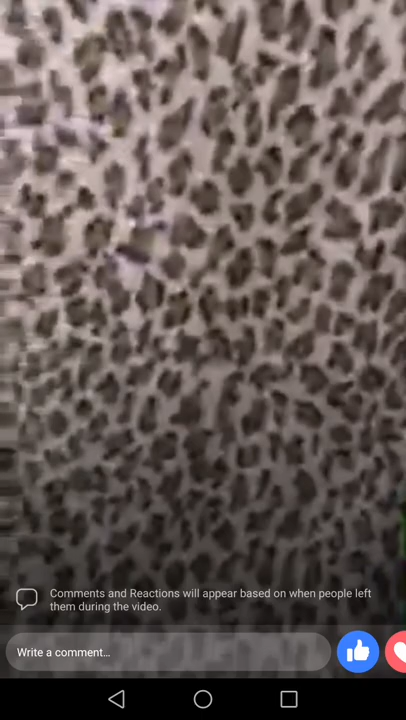 Comments and Reactions will appear based on when people left
them during the video.
Write a comment...